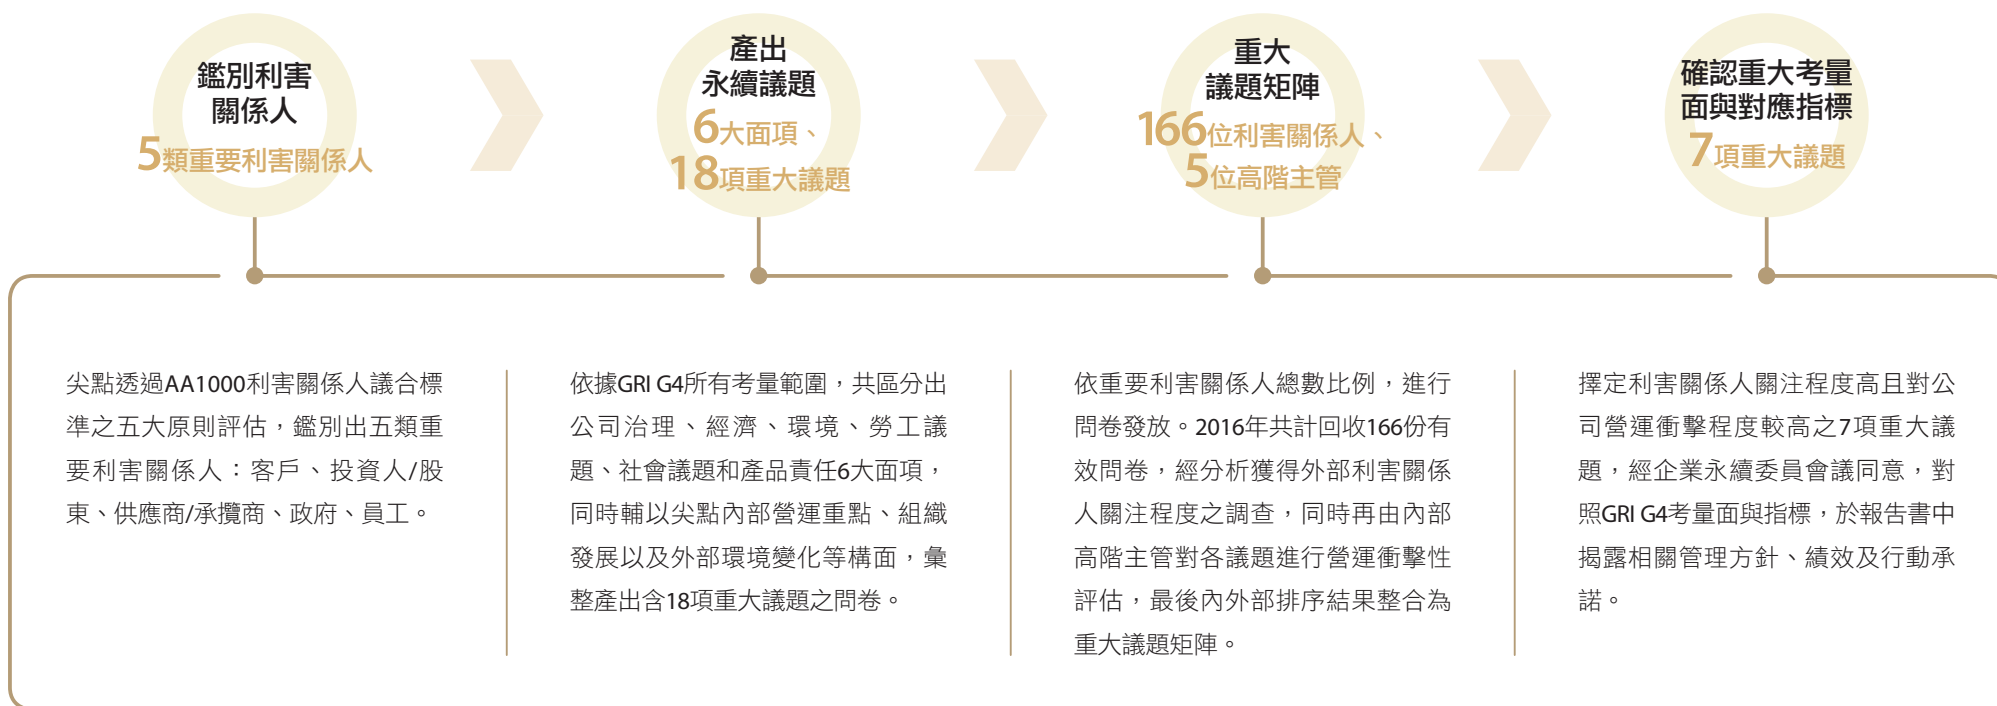 鑑別利害
關係人
5類重要利害關係人
產出
永續議題
6大面項、
18項重大議題
重大
議題矩陣
166位利害關係人、
5位高階主管
確認重大考量
面與對應指標
7項重大議題
尖點透過AA1000利害關係人議合標
準之五大原則評估，鑑別出五類重
要利害關係人：客戶、投資人/股
東、供應商/承攬商、政府、員工。
依據GRI G4所有考量範圍，共區分出
公司治理、經濟、環境、勞工議
題、社會議題和產品責任6大面項，
同時輔以尖點內部營運重點、組織
發展以及外部環境變化等構面，彙
整產出含18項重大議題之問卷。
依重要利害關係人總數比例，進行
問卷發放。2016年共計回收166份有
效問卷，經分析獲得外部利害關係
人關注程度之調查，同時再由內部
高階主管對各議題進行營運衝擊性
評估，最後內外部排序結果整合為
重大議題矩陣。
擇定利害關係人關注程度高且對公
司營運衝擊程度較高之7項重大議
題，經企業永續委員會議同意，對
照GRI G4考量面與指標，於報告書中
揭露相關管理方針、績效及行動承
諾。